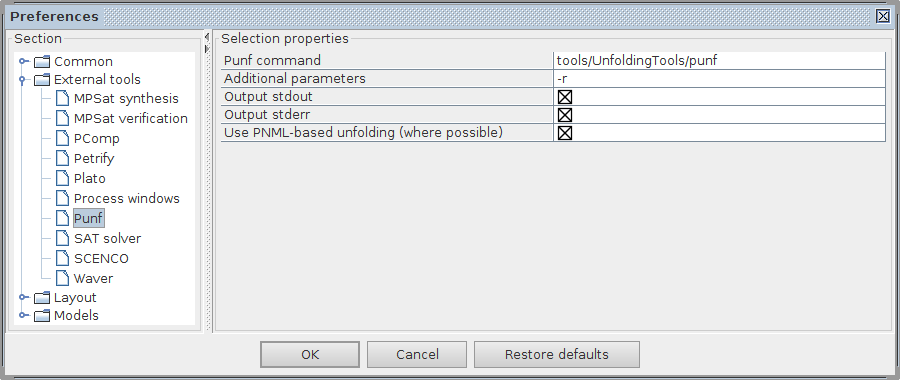 Preferences
Section
Common
External tools
MPSat synthesis
MPSat verification
PComp
Petrify
Plato
Process windows
Punf
SAT solver
SCENCO
Waver
Layout
Models
Selection properties
Punf command tools/UnfoldingTools/punf
Additional parameters -r
Output stdout
Output stderr
Use PNML-based unfolding (where possible)
OK Cancel Restore defaults